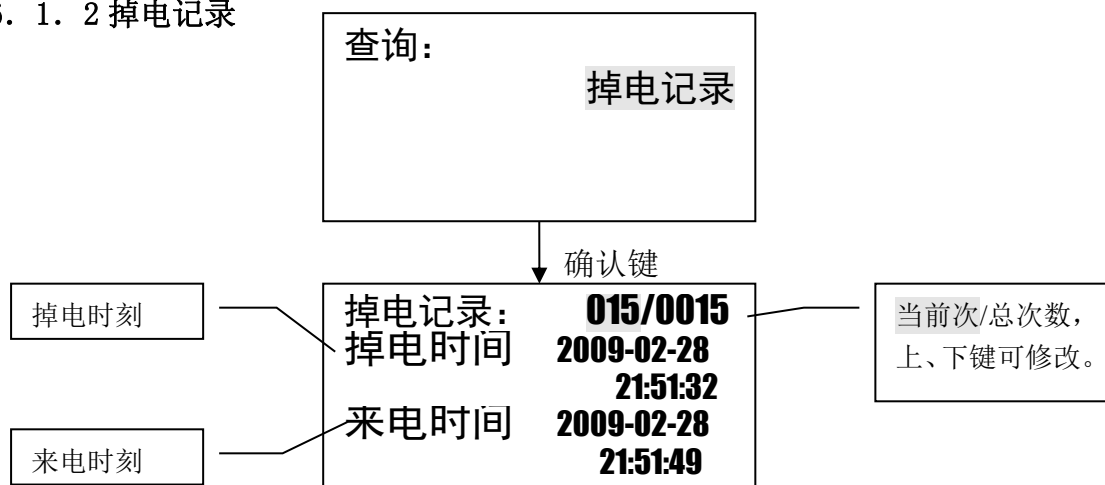 . 1. 2 掉电记录
查询:
掉电记录
确认键
掉电时刻
掉电记录: 015/0015
掉电时间 2009-02-28
21:51:32
来电时间 2009-02-28
21:51:49
来电时刻
当前次/总次数,
上、下键可修改。